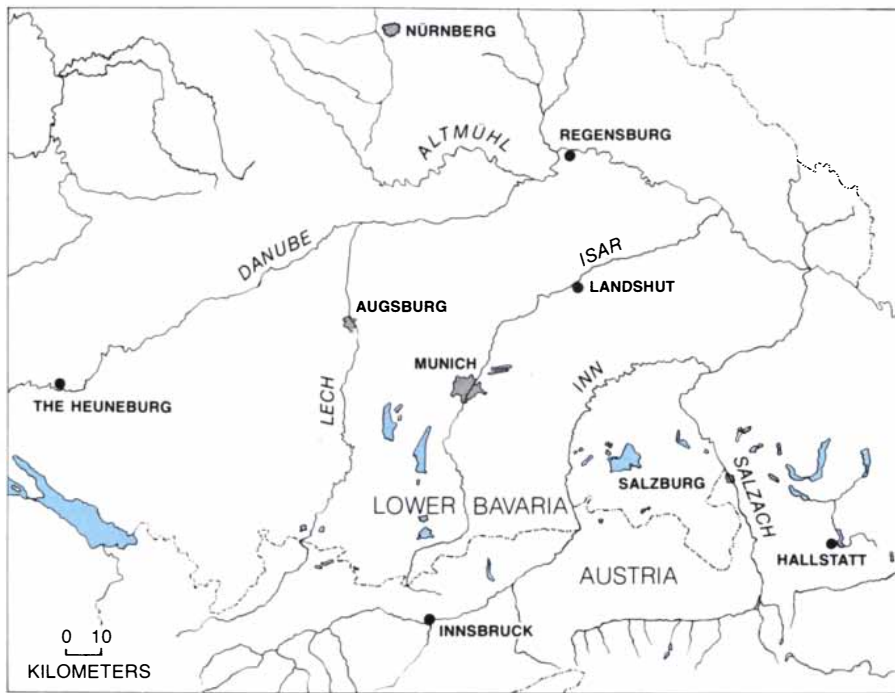 NÜRNBERG
ALTMÜHL
REGENSBURG
DANUBE
ISAR
LANDSHUT
AUGSBURG
MUNICH
INN
THE HEUNEBURG
LECH
SALZBURG
SALZACH
LOWER BAVARIA
HALLSTATT
AUSTRIA
INNSBRUCK
0 10
KILOMETERS